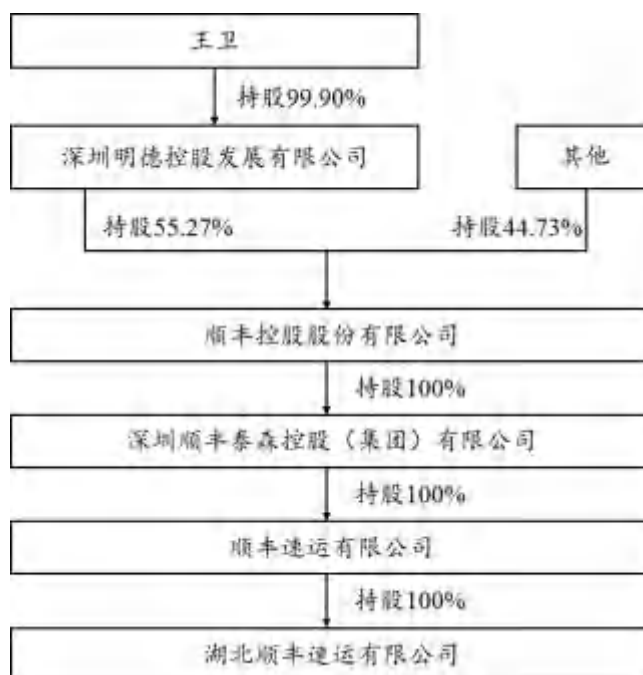 王卫
持股99.90%
深圳明德控股发展有限公司
其他
持股55.27%
持股44.73%
顺丰控股股份有限公司
持股100%
深圳顺丰泰森控股（集团）有限公司
持股100%
顺丰速运有限公司
持股100%
湖北顺丰速运有限公司